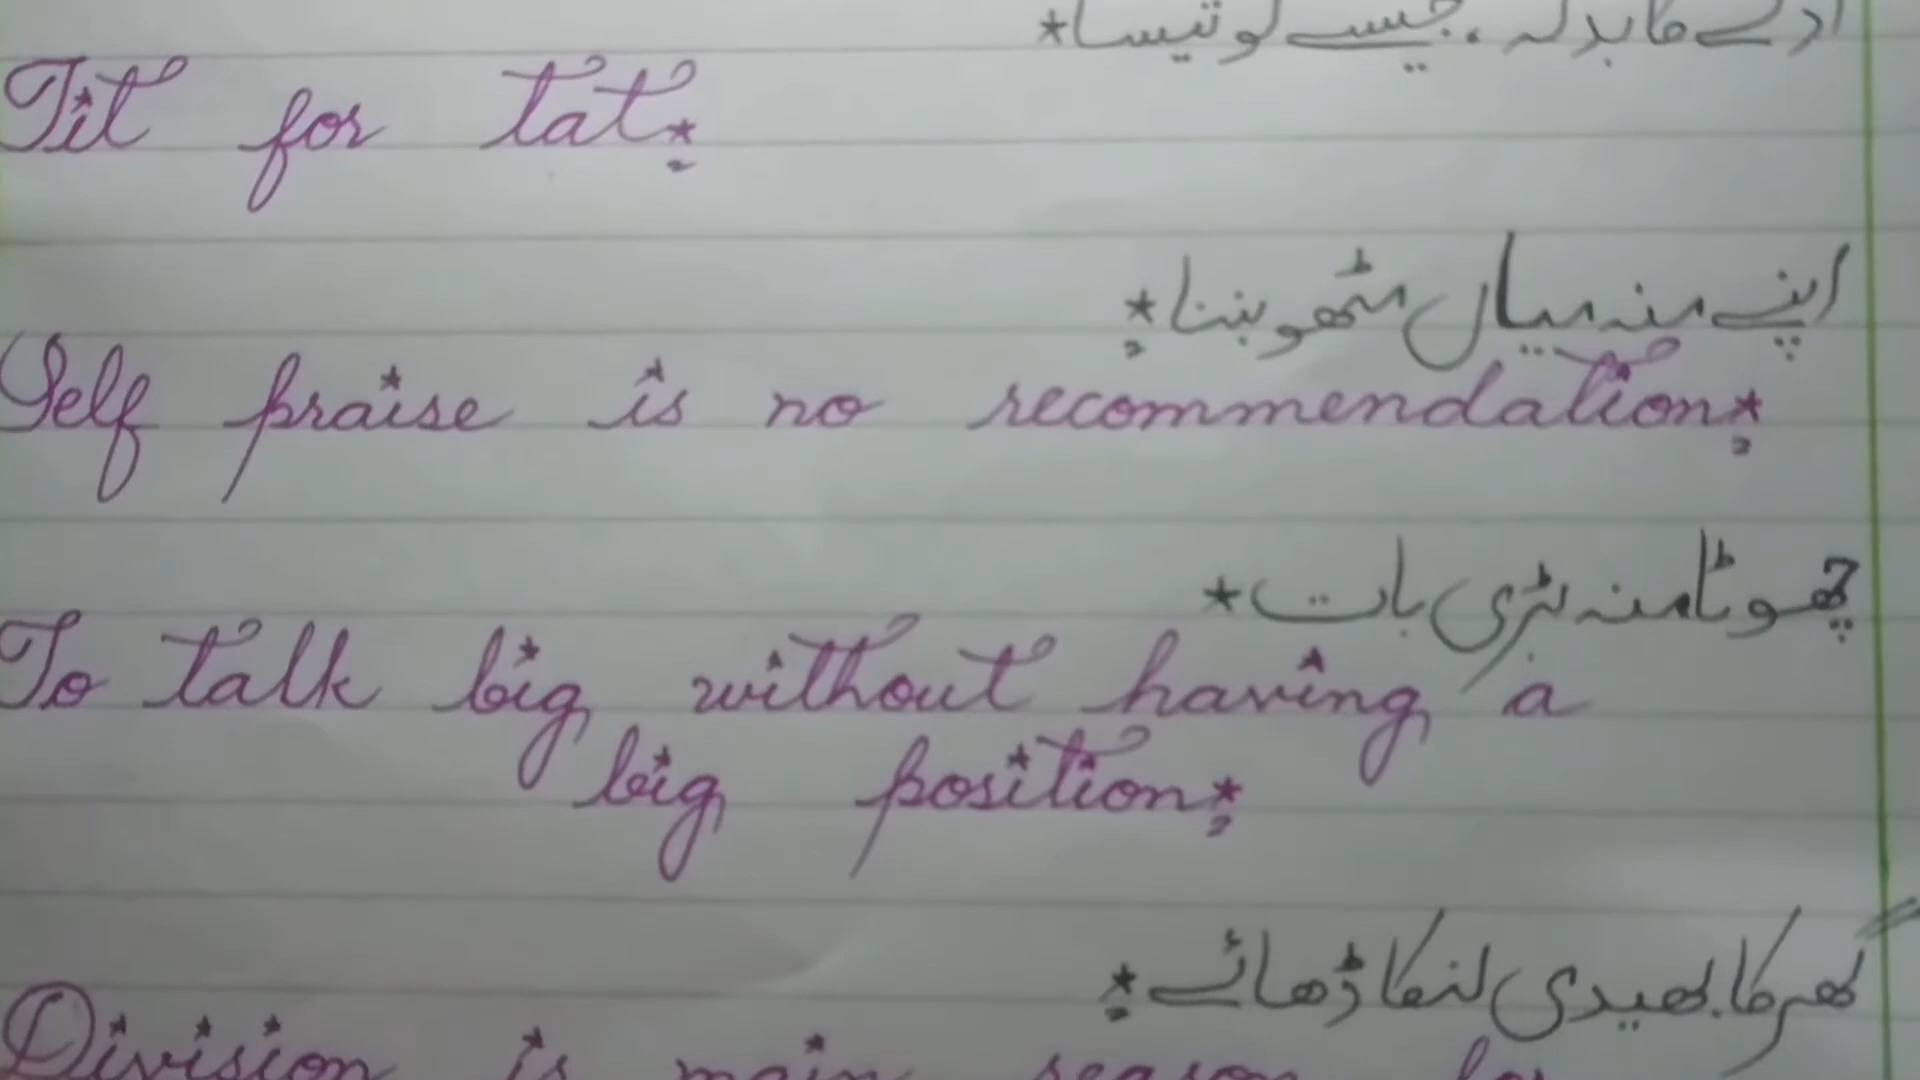 ادلے کا بدلہ، جیسے کو تیسا*
Tit for tat*
اپنے منہ میاں مٹھو بننا*
Self praise is no recommendation*
چھوٹا منہ بڑی بات*
To talk big without having a
big position*
گھر کا بھیدی لنکا ڈھائے*
Division is main reason for